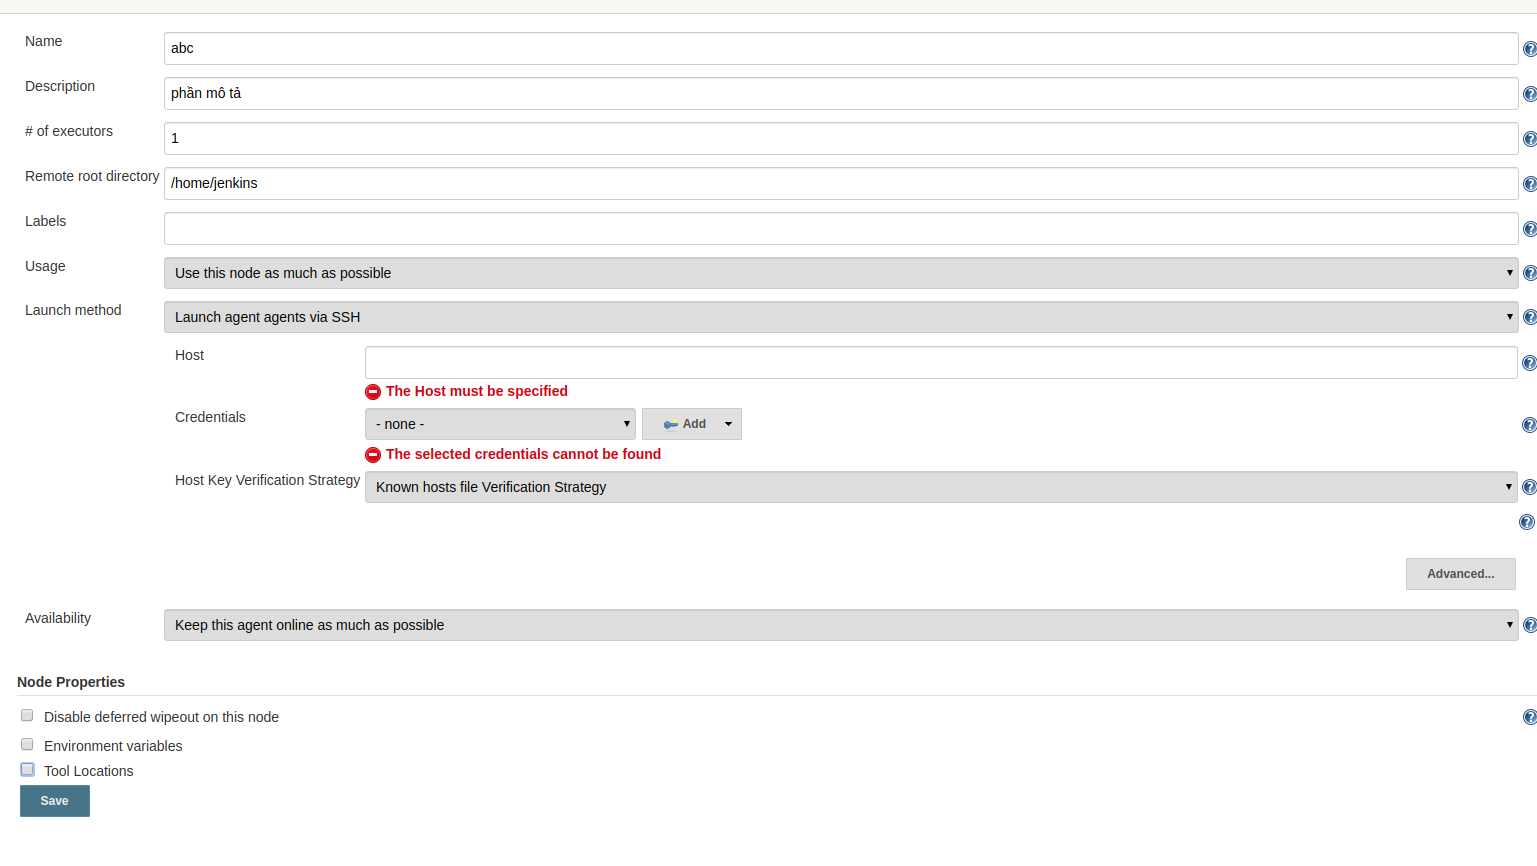 Name
abc
Description
phần mô tả
# of executors
1
Remote root directory
/home/jenkins
Labels
Usage
Use this node as much as possible
Launch method
Launch agent agents via SSH
Host
The Host must be specified
Credentials
- none -
Add
The selected credentials cannot be found
Host Key Verification Strategy
Known hosts file Verification Strategy
Advanced...
Availability
Keep this agent online as much as possible
Node Properties
Disable deferred wipeout on this node
Environment variables
Tool Locations
Save